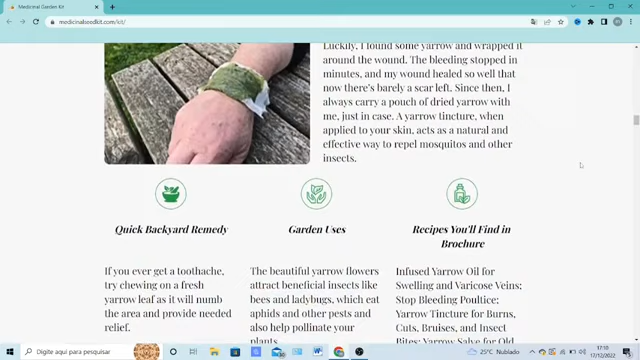 Medicinal Garden Kit
medicinalseedkit.com/kit/
Luckily, I found some yarrow and wrapped it
around the wound. The bleeding stopped in
minutes, and my wound healed so well that
now there's barely a scar left. Since then, I
always carry a pouch of dried yarrow with
me, just in case. A yarrow tincture, when
applied to your skin, acts as a natural and
effective way to repel mosquitos and other
insects.
Quick Backyard Remedy
If you ever get a toothache,
try chewing on a fresh
yarrow leaf as it will numb
the area and provide needed
relief.
Garden Uses
The beautiful yarrow flowers
attract beneficial insects like
bees and ladybugs, which eat
aphids and other pests and
also help pollinate your
plants.
Recipes You'll Find in
Brochure
Infused Yarrow Oil for
Swelling and Varicose Veins;
Stop Bleeding Poultice;
Yarrow Tincture for Burns,
Cuts, Bruises, and Insect
Bites; Yarrow Salve for Old
Digite aqui para pesquisar
25°C Nublado
17:10
17/12/2022